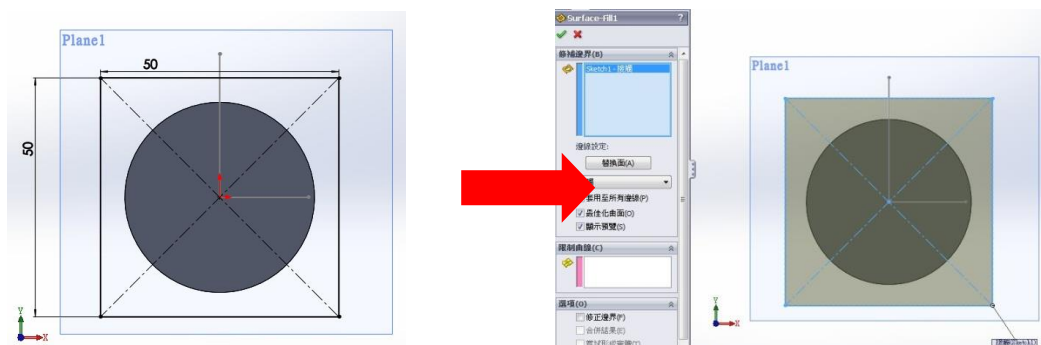 Plane1
50
50
Y
X
Surface-Fill1
?
修補邊界(B)
Sketch1 - 接觸
邊線設定:
替換面(A)
套用至所有邊線(P)
最佳化曲面(O)
顯示預覽(S)
限制曲線(C)
選項(O)
修正邊界(F)
合併結果(E)
Plane1
Y
X